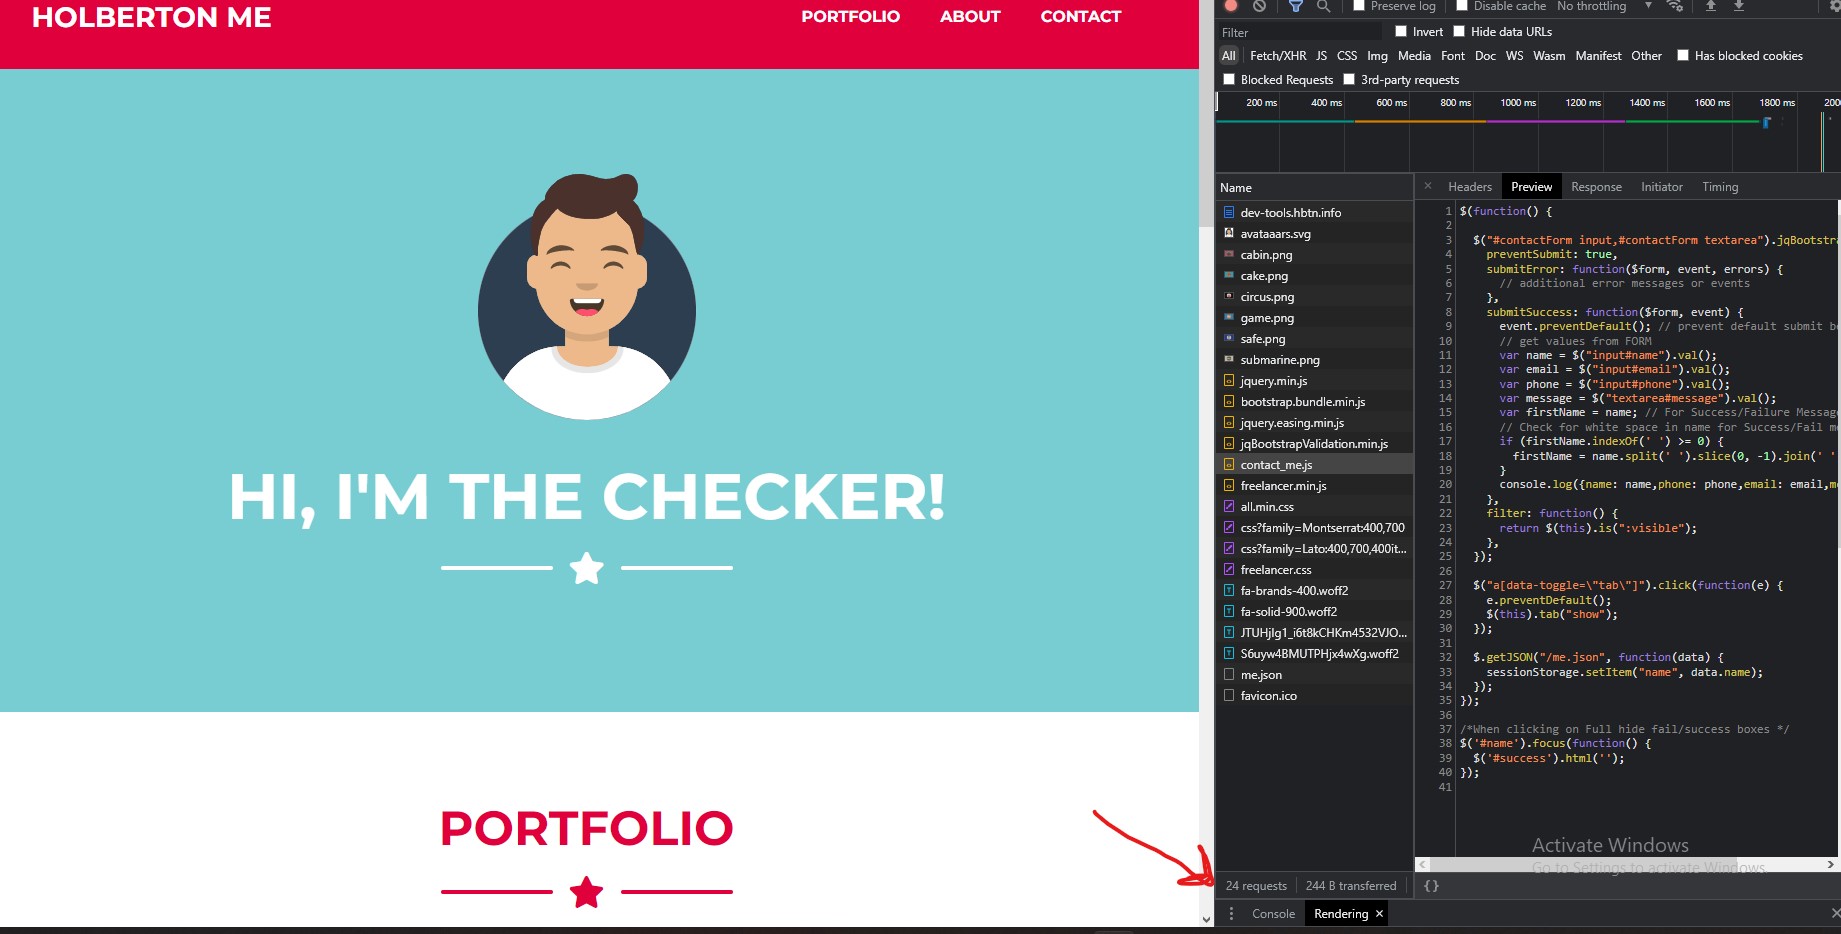 HOLBERTON ME
PORTFOLIO ABOUT CONTACT
HI, I'M THE CHECKER!
PORTFOLIO
Preserve log Disable cache No throttling
Filter Invert Hide data URLs
All Fetch/XHR JS CSS Img Media Font Doc WS Wasm Manifest Other Has blocked cookies
Blocked Requests 3rd-party requests
200 ms 400 ms 600 ms 800 ms 1000 ms 1200 ms 1400 ms 1600 ms 1800 ms 200
Name
dev-tools.hbtn.info
avataaars.svg
cabin.png
cake.png
circus.png
game.png
safe.png
submarine.png
jquery.min.js
bootstrap.bundle.min.js
jquery.easing.min.js
jqBootstrapValidation.min.js
contact_me.js
freelancer.min.js
all.min.css
css?family=Montserrat:400,700
css?family=Lato:400,700,400it...
freelancer.css
fa-brands-400.woff2
fa-solid-900.woff2
JTUHjIg1_i6t8kCHKm4532VJO...
S6uyw4BMUTPHjx4wXg.woff2
me.json
favicon.ico
24 requests 244 B transferred
Headers Preview Response Initiator Timing
1 $(function() {
2
3 $("#contactForm input,#contactForm textarea").jqBootstra
4 preventSubmit: true,
5 submitError: function($form, event, errors) {
6 // additional error messages or events
7 },
8 submitSuccess: function($form, event) {
9 event.preventDefault(); // prevent default submit be
10 // get values from FORM
11 var name = $("input#name").val();
12 var email = $("input#email").val();
13 var phone = $("input#phone").val();
14 var message = $("textarea#message").val();
15 var firstName = name; // For Success/Failure Message
16 // Check for white space in name for Success/Fail me
17 if (firstName.indexOf(' ') >= 0) {
18 firstName = name.split(' ').slice(0, -1).join(' '
19 }
20 console.log({name: name,phone: phone,email: email,me
21 },
22 filter: function() {
23 return $(this).is(":visible");
24 },
25 });
26
27 $("a[data-toggle=\"tab\"]").click(function(e) {
28 e.preventDefault();
29 $(this).tab("show");
30 });
31
32 $.getJSON("/me.json", function(data) {
33 sessionStorage.setItem("name", data.name);
34 });
35 });
36
37 /*When clicking on Full hide fail/success boxes */
38 $('#name').focus(function() {
39 $('#success').html('');
40 });
41
Activate Windows
Go to Settings to activate Windows.
{}
Console Rendering